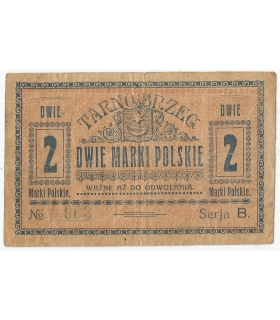 TARNOBRZEG
DWIE DWIE
2 DWIE MARKI POLSKIE 2
WAŻNE AŻ DO ODWOŁANIA.
Marki Polskie. Marki Polskie.
№ Serja B.